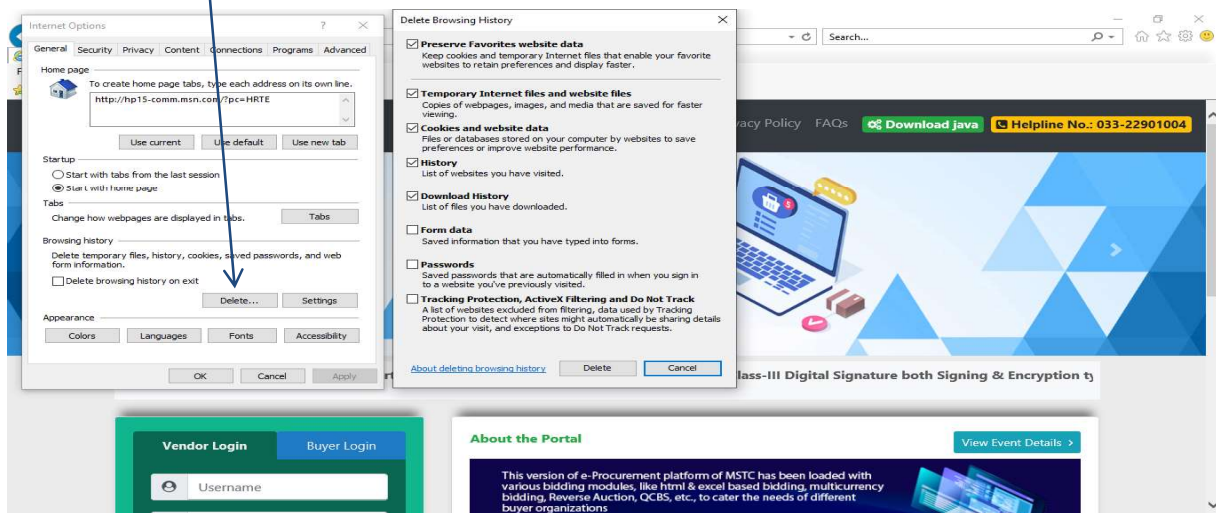 Internet Options
General Security Privacy Content Connections Programs Advanced
Home page
To create home page tabs, type each address on its own line.
http://hp15-comm.msn.com/?pc=HRTE
Use current Use default Use new tab
Startup
Start with tabs from the last session
Start with home page
Tabs
Change how webpages are displayed in tabs.
Tabs
Browsing history
Delete temporary files, history, cookies, saved passwords, and web
form information.
Delete browsing history on exit
Delete... Settings
Appearance
Colors Languages Fonts Accessibility
OK Cancel Apply
Delete Browsing History
Preserve Favorites website data
Keep cookies and temporary Internet files that enable your favorite
websites to retain preferences and display faster.
Temporary Internet files and website files
Copies of webpages, images, and media that are saved for faster
viewing.
Cookies and website data
Files or databases stored on your computer by websites to save
preferences or improve website performance.
History
List of websites you have visited.
Download History
List of files you have downloaded.
Form data
Saved information that you have typed into forms.
Passwords
Saved passwords that are automatically filled in when you sign in
to a website you've previously visited.
Tracking Protection, ActiveX Filtering and Do Not Track
A list of websites excluded from filtering, data used by Tracking
Protection to detect where sites might automatically be sharing details
about your visit, and exceptions to Do Not Track requests.
About deleting browsing history Delete Cancel
Search...
vacy Policy FAQs Download java Helpline No.: 033-22901004
lass-III Digital Signature both Signing & Encryption ty
Vendor Login Buyer Login
Username
About the Portal
View Event Details >
This version of e-Procurement platform of MSTC has been loaded with
various bidding modules, like html & excel based bidding, multicurrency
bidding, Reverse Auction, QCBS, etc., to cater the needs of different
buyer organizations